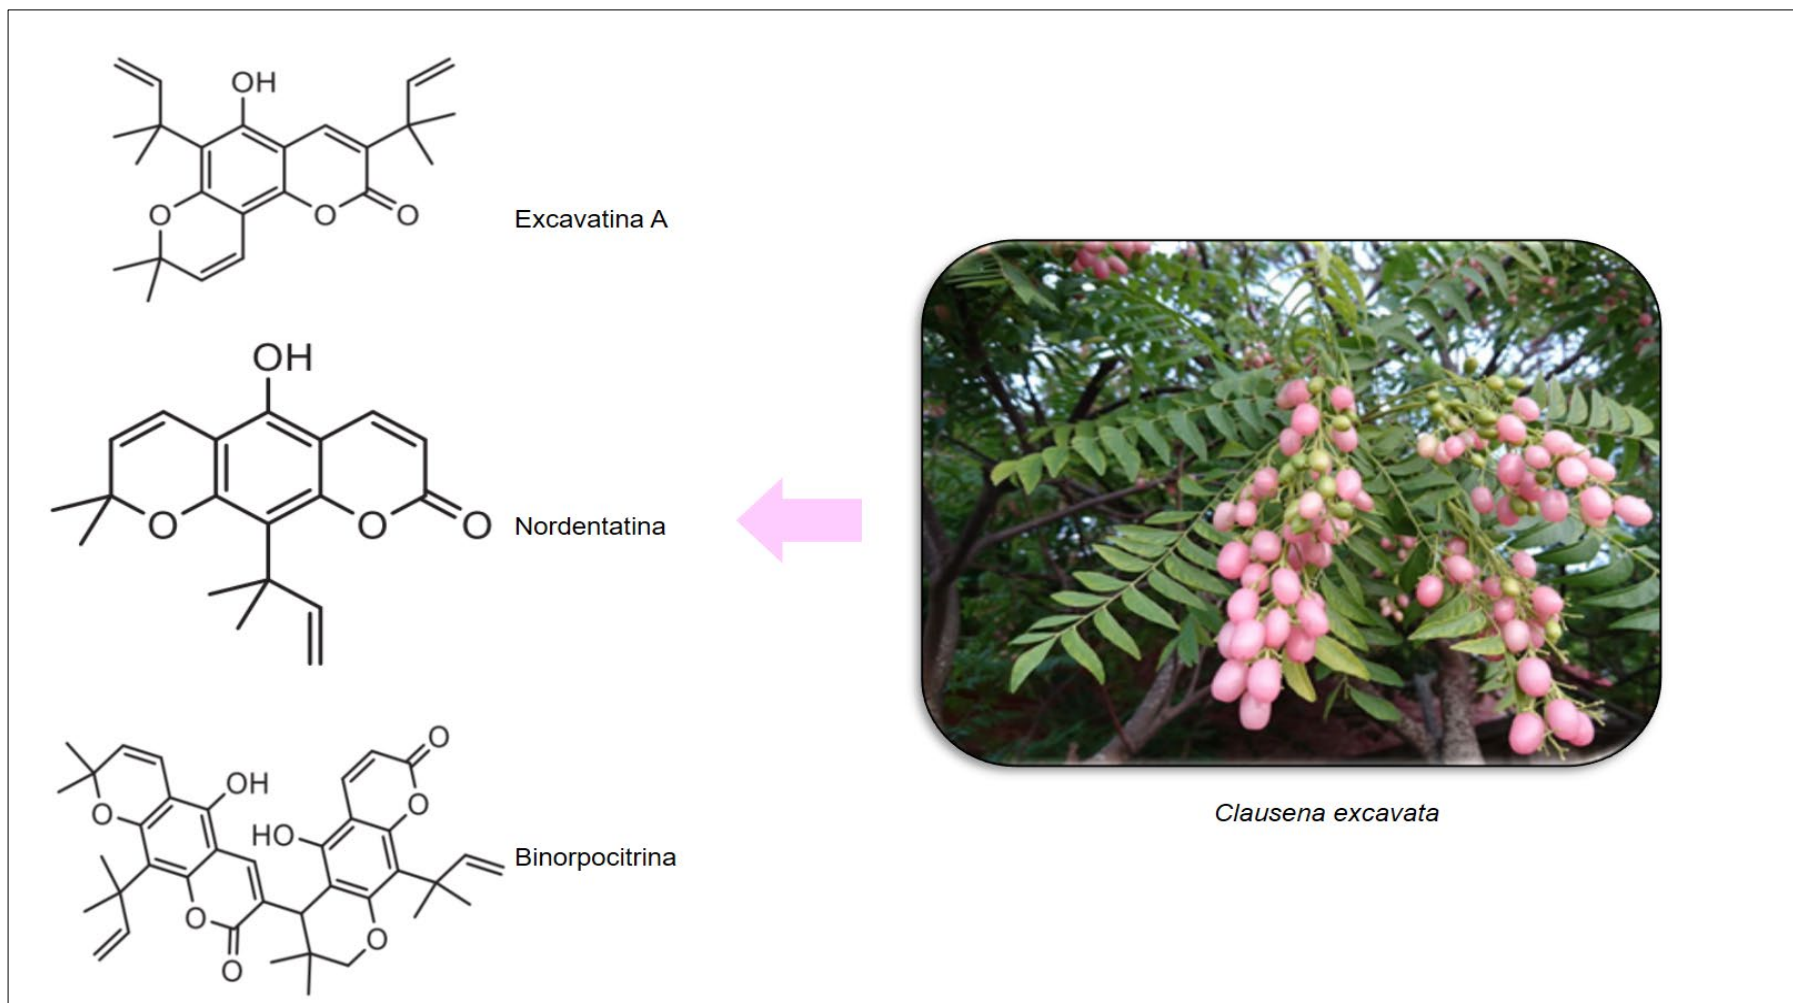 OH
O
O
O
Excavatina A
OH
O
O
O
Nordentatina
O
OH
O
HO
O
Binorpocitrina
O
O
O
Clausena excavata